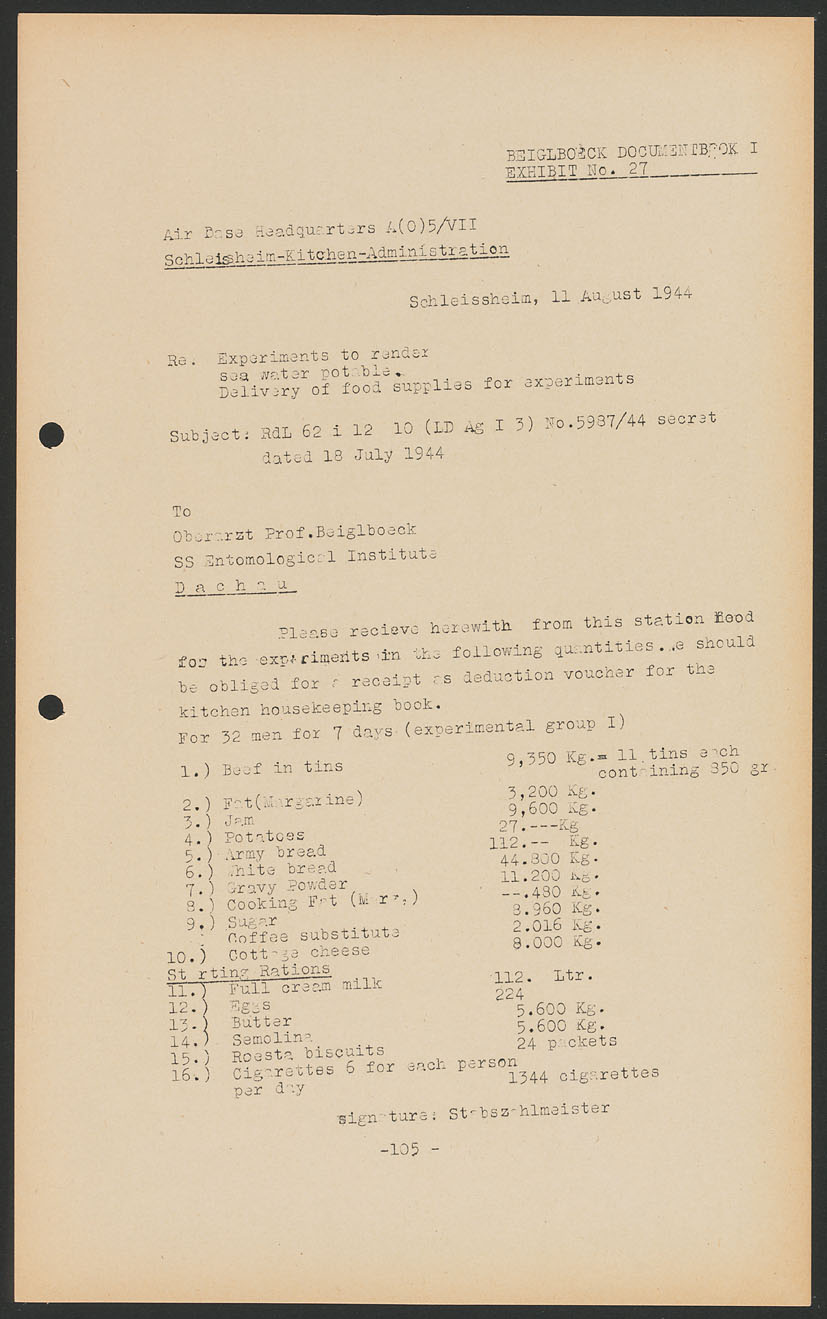 BEIGLBOECK DOCUMENTBOOK I
EXHIBIT No. 27
Air Base Headquarters A(O)5/VII
Schleissheim-Kitchen-Administration
Schleissheim, 11 August 1944
Re. Experiments to render
sea water potable.
Delivery of food supplies for experiments
Subject: RdL 62 i 12 10 (LD Ag I 3) No.5987/44 secret
dated 18 July 1944
To
Oberarzt Prof.Beiglboeck
SS Entomological Institute
D a c h a u
Please recieve herewith from this station food
for the experiments in the following quantities. We should
be obliged for a receipt as deduction voucher for the
kitchen housekeeping book.
For 32 men for 7 days (experimental group I)
1.) Beef in tins 9,350 Kg.= 11 tins each
containing 850 gr.
2.) Fat(Margarine) 3,200 Kg.
3.) Jam 9,600 Kg.
4.) Potatoes 27.---Kg
5.) Army bread 112.-- Kg.
6.) White bread 44.800 Kg.
7.) Gravy Powder 11.200 Kg.
8.) Cooking Fat (Marg.) --.480 Kg.
9.) Sugar 8.960 Kg.
Coffee substitute 2.016 Kg.
10.) Cottage cheese 8.000 Kg.
Starting Rations
11.) Full cream milk 112. Ltr.
12.) Eggs 224
13.) Butter 5.600 Kg.
14.) Semolina 5.600 Kg.
15.) Roesta biscuits 24 packets
16.) Cigarettes 6 for each person
per day 1344 cigarettes
signature: Stabszahlmeister
-105 -